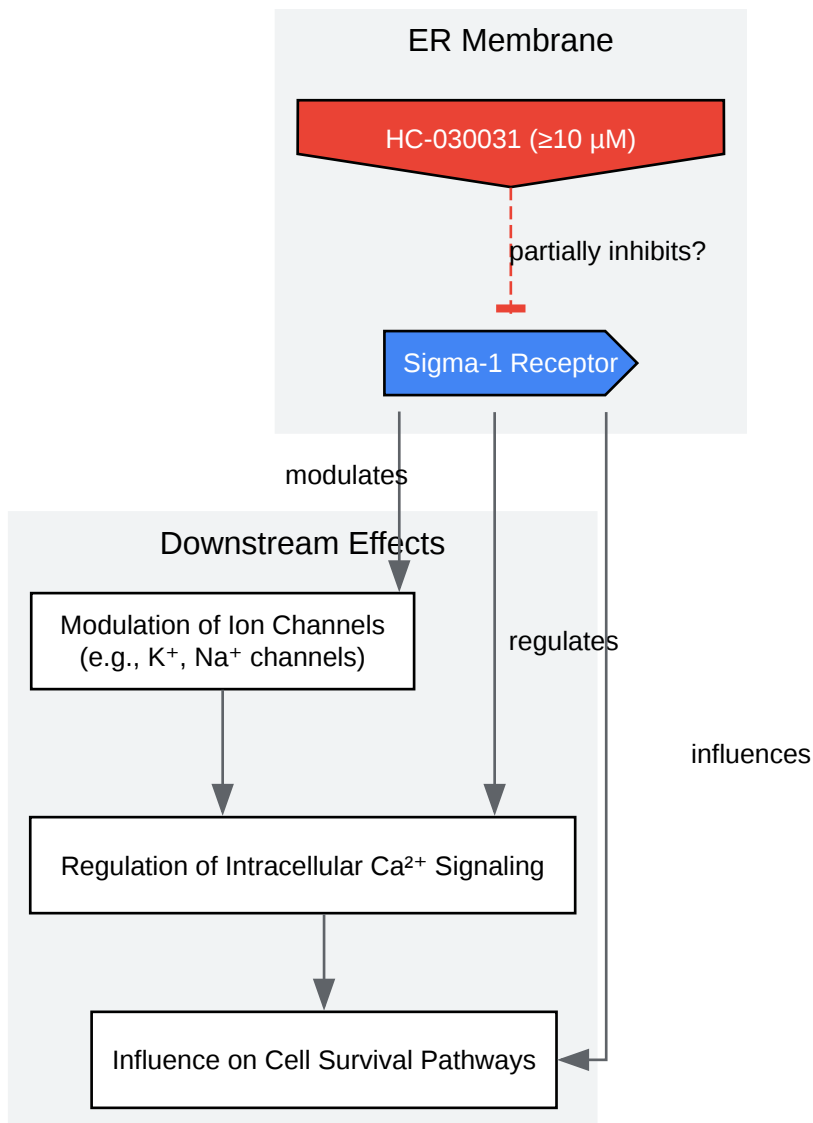 ER Membrane
HC-030031 (≥10 µM)
partially inhibits?
Sigma-1 Receptor
modulates
Downstream Effects
Modulation of Ion Channels
(e.g., K⁺, Na⁺ channels)
regulates
influences
Regulation of Intracellular Ca²⁺ Signaling
Influence on Cell Survival Pathways